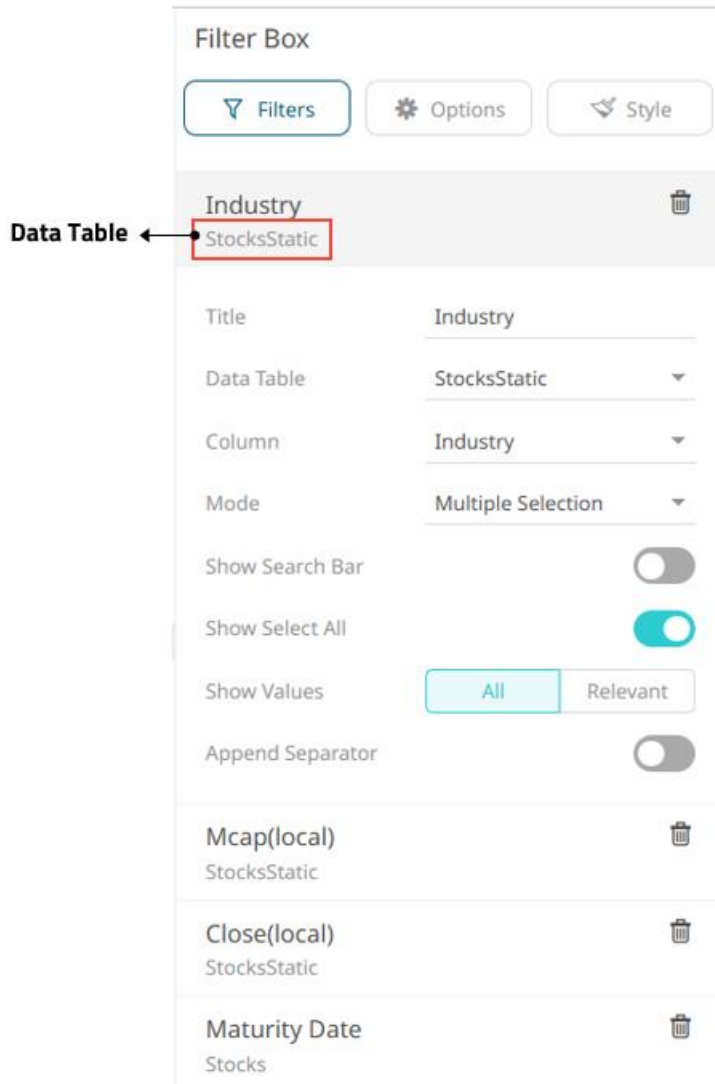 Filter Box
Filters Options Style
Industry
Data Table StocksStatic
Title Industry
Data Table StocksStatic
Column Industry
Mode Multiple Selection
Show Search Bar
Show Select All
Show Values All Relevant
Append Separator
Mcap(local)
StocksStatic
Close(local)
StocksStatic
Maturity Date
Stocks